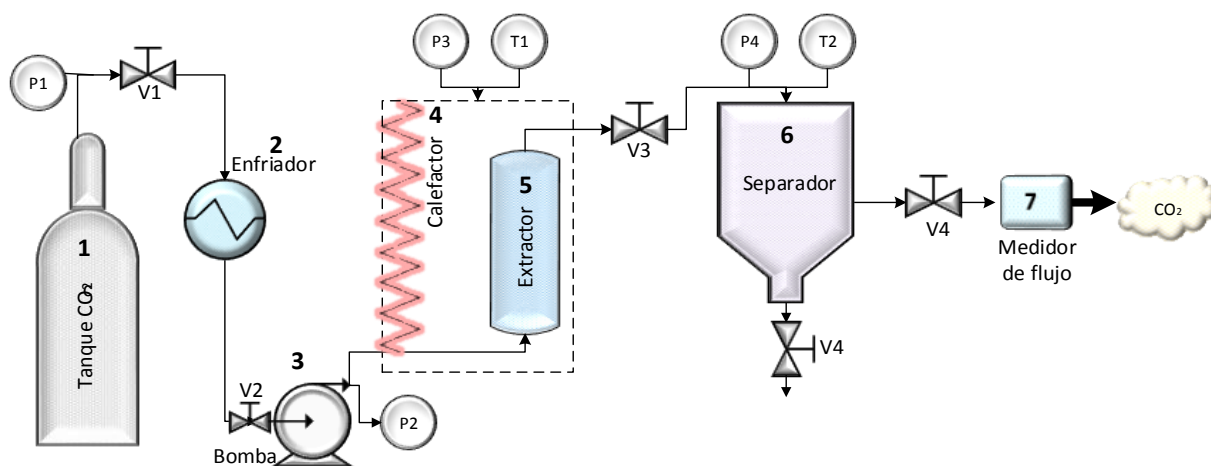 P1
V1
1
Tanque CO₂
2
Enfriador
V2
3
Bomba
P2
P3
T1
4
Calefactor
5
Extractor
V3
P4
T2
6
Separador
V4
V4
7
Medidor
de flujo
CO₂